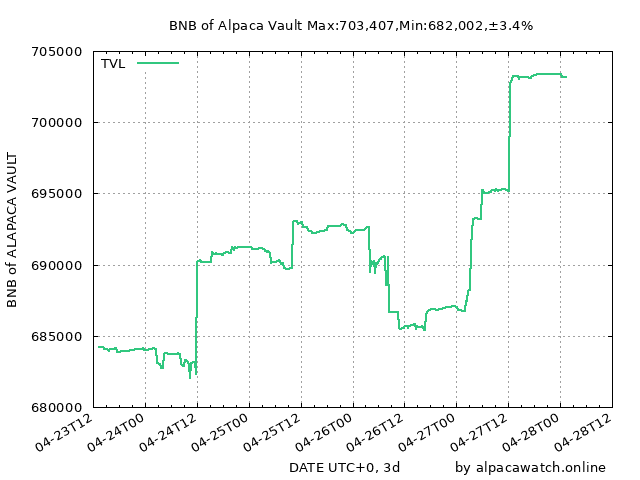 BNB of Alpaca Vault Max:703,407,Min:682,002,±3.4%
TVL
705000
700000
695000
690000
685000
680000
BNB of ALAPACA VAULT
04-23T12
04-24T00
04-24T12
04-25T00
04-25T12
04-26T00
04-26T12
04-27T00
04-27T12
04-28T00
04-28T12
DATE UTC+0, 3d
by alpacawatch.online